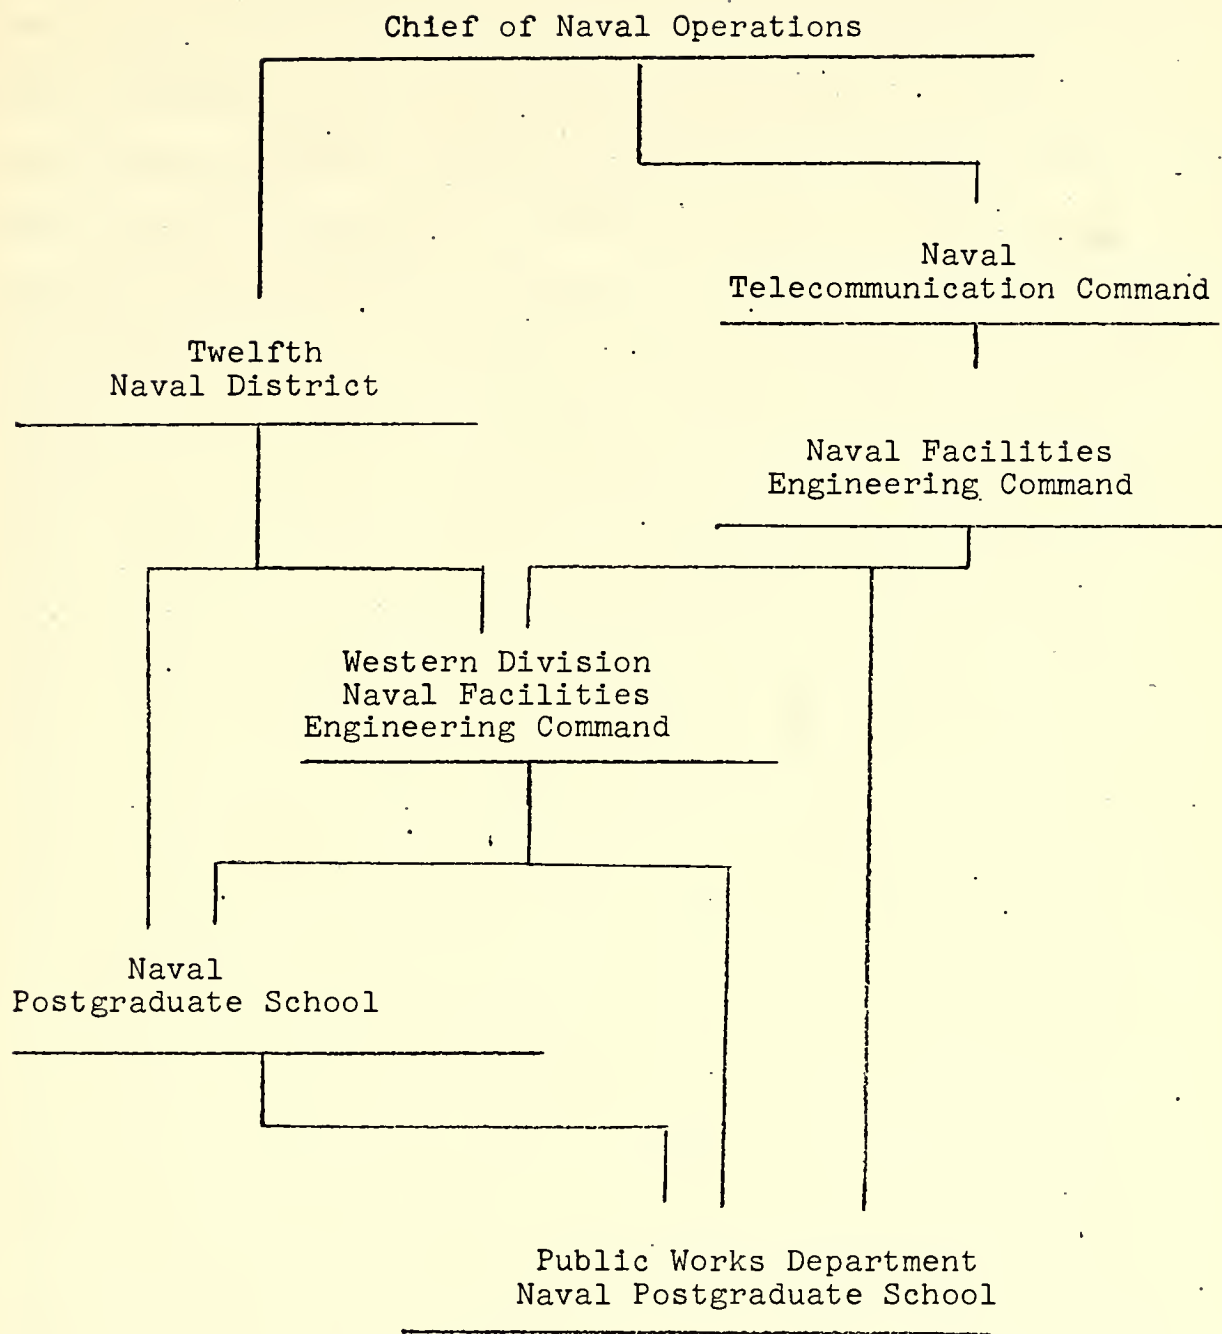 Chief of Naval Operations
Naval
Telecommunication Command
Twelfth
Naval District
Naval Facilities
Engineering Command
Western Division
Naval Facilities
Engineering Command
Naval
Postgraduate School
Public Works Department
Naval Postgraduate School